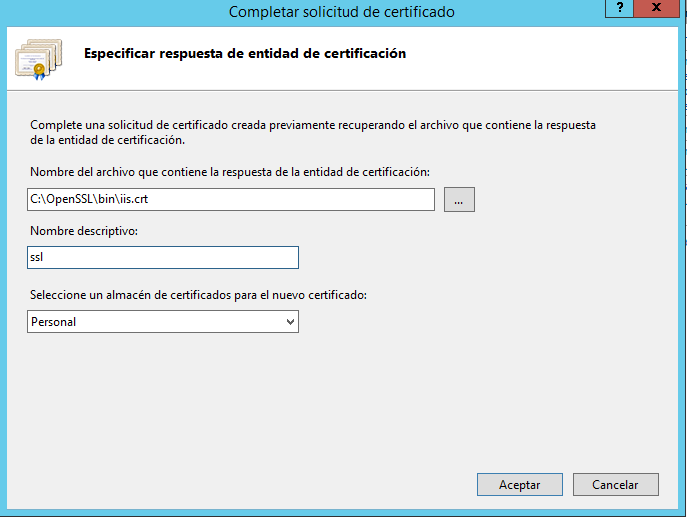 Completar solicitud de certificado
?
x
Especificar respuesta de entidad de certificación
Complete una solicitud de certificado creada previamente recuperando el archivo que contiene la respuesta
de la entidad de certificación.
Nombre del archivo que contiene la respuesta de la entidad de certificación:
C:\OpenSSL\bin\iis.crt
...
Nombre descriptivo:
ssl
Seleccione un almacén de certificados para el nuevo certificado:
Personal
Aceptar
Cancelar